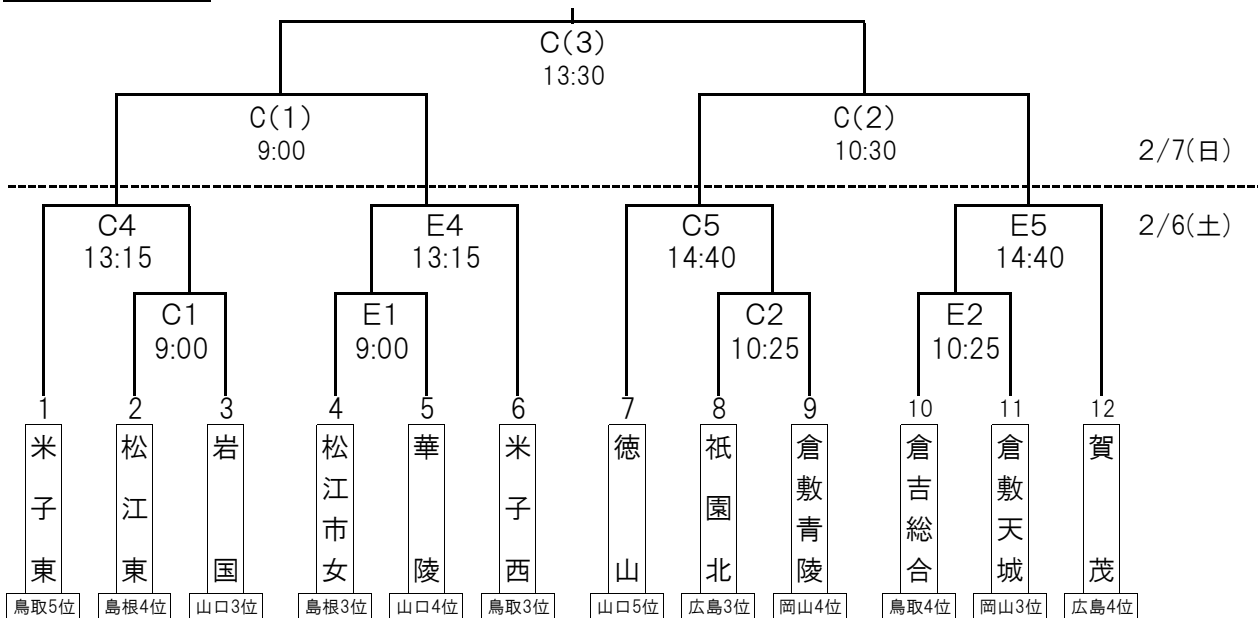 C(3)
13:30
C(1)
9:00
C(2)
10:30
2/7(日)
C4
13:15
E4
13:15
C5
14:40
E5
14:40
2/6(土)
C1
9:00
E1
9:00
C2
10:25
E2
10:25
1 2 3 4 5 6 7 8 9 10 11 12
米子東
松江東
岩国
松江市女
華陵
米子西
徳山
祇園北
倉敷青陵
倉吉総合
倉敷天城
賀茂
鳥取5位 島根4位 山口3位 島根3位 山口4位 鳥取3位 山口5位 広島3位 岡山4位 鳥取4位 岡山3位 広島4位